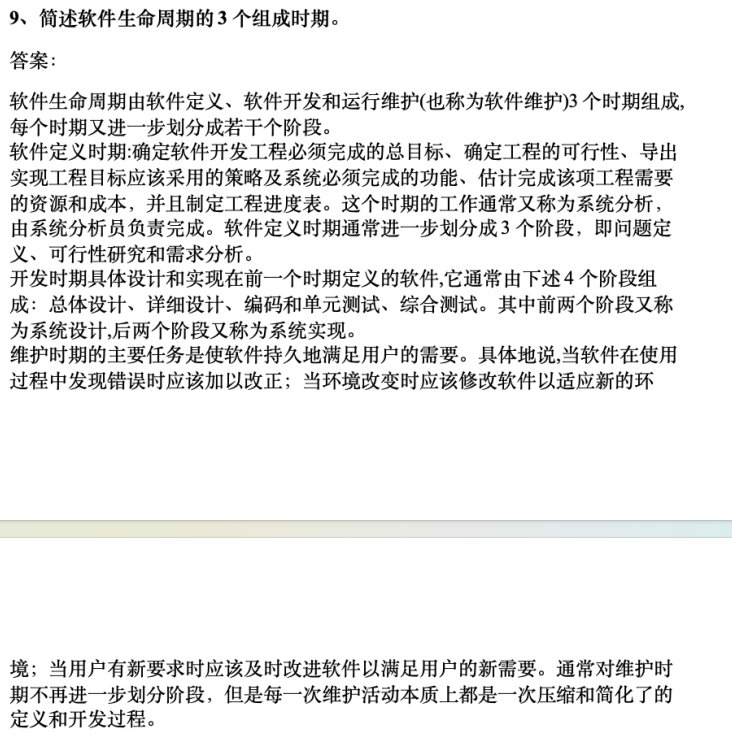 9、简述软件生命周期的 3 个组成时期。
答案：
软件生命周期由软件定义、软件开发和运行维护(也称为软件维护)3 个时期组成,
每个时期又进一步划分成若干个阶段。
软件定义时期:确定软件开发工程必须完成的总目标、确定工程的可行性、导出
实现工程目标应该采用的策略及系统必须完成的功能、估计完成该项工程需要
的资源和成本，并且制定工程进度表。这个时期的工作通常又称为系统分析，
由系统分析员负责完成。软件定义时期通常进一步划分成 3 个阶段，即问题定
义、可行性研究和需求分析。
开发时期具体设计和实现在前一个时期定义的软件,它通常由下述 4 个阶段组
成：总体设计、详细设计、编码和单元测试、综合测试。其中前两个阶段又称
为系统设计,后两个阶段又称为系统实现。
维护时期的主要任务是使软件持久地满足用户的需要。具体地说,当软件在使用
过程中发现错误时应该加以改正；当环境改变时应该修改软件以适应新的环
境；当用户有新要求时应该及时改进软件以满足用户的新需要。通常对维护时
期不再进一步划分阶段，但是每一次维护活动本质上都是一次压缩和简化了的
定义和开发过程。